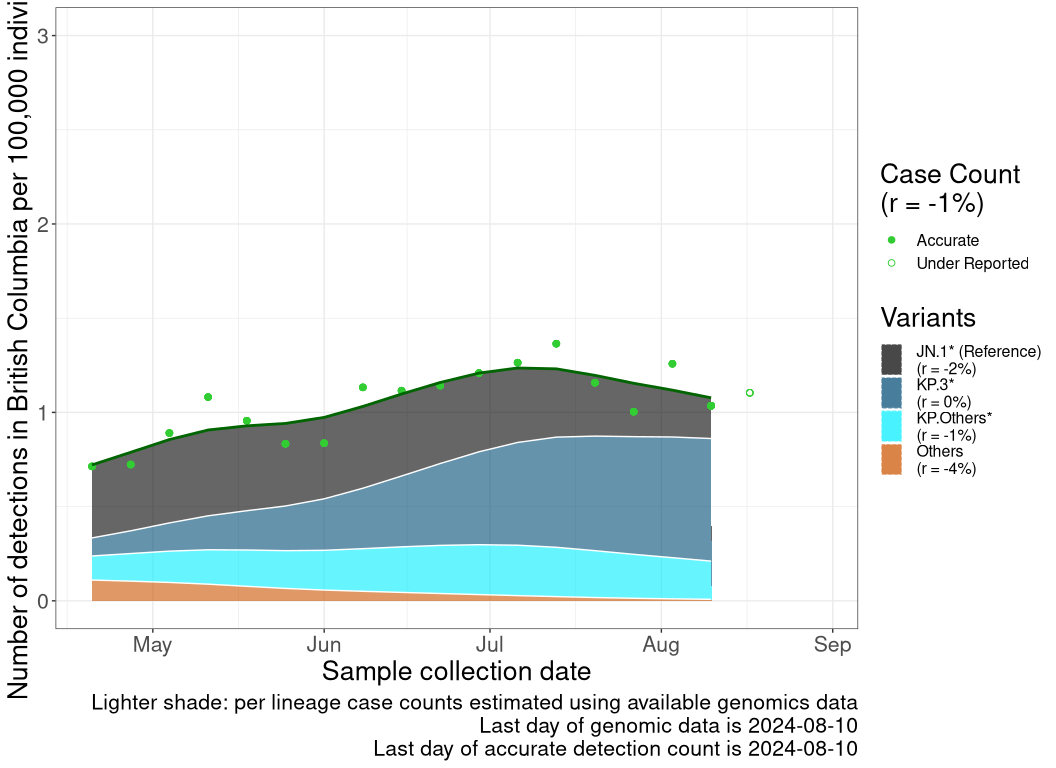 Number of detections in British Columbia per 100,000
3
2
1
0
May Jun Jul Aug Sep
Sample collection date
Lighter shade: per lineage case counts estimated using available genomics data
Last day of genomic data is 2024-08-10
Last day of accurate detection count is 2024-08-10
Case Count
(r = -1%)
Accurate
Under Reported
Variants
JN.1* (Reference)
(r = -2%)
KP.3*
(r = 0%)
KP.Others*
(r = -1%)
Others
(r = -4%)